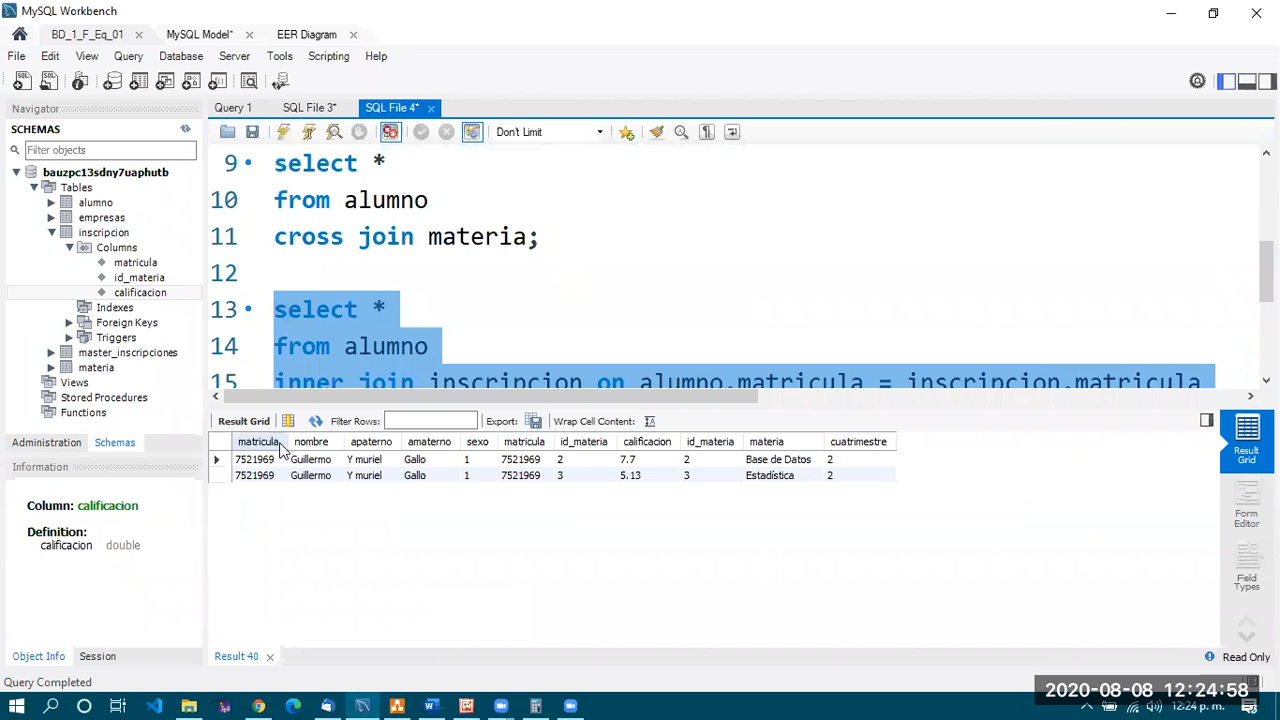 MySQL Workbench
BD_1_F_Eq_01
MySQL Model*
EER Diagram
File Edit View Query Database Server Tools Scripting Help
Navigator
Query 1
SQL File 3*
SQL File 4*
SCHEMAS
Don't Limit
Filter objects
bauzpc13sdny7uaphutb
Tables
alumno
empresas
inscripcion
Columns
matricula
id_materia
calificacion
Indexes
Foreign Keys
Triggers
master_inscripciones
materia
Views
Stored Procedures
Functions
Administration Schemas
Information
Column: calificacion
Definition:
calificacion double
Object Info Session
9 select *
10 from alumno
11 cross join materia;
12
13 select *
14 from alumno
15 inner join inscripcion on alumno.matricula = inscripcion.matricula
Result Grid Filter Rows: Export: Wrap Cell Content:
matricula nombre apaterno amaterno sexo matricula id_materia calificacion id_materia materia cuatrimestre
7521969 Guillermo Y muriel Gallo 1 7521969 2 7.7 2 Base de Datos 2
7521969 Guillermo Y muriel Gallo 1 7521969 3 5.13 3 Estadística 2
Result
Grid
Form
Editor
Field
Types
Result 40
Read Only
Query Completed
2020-08-08 12:24:58
12:24 p. m.